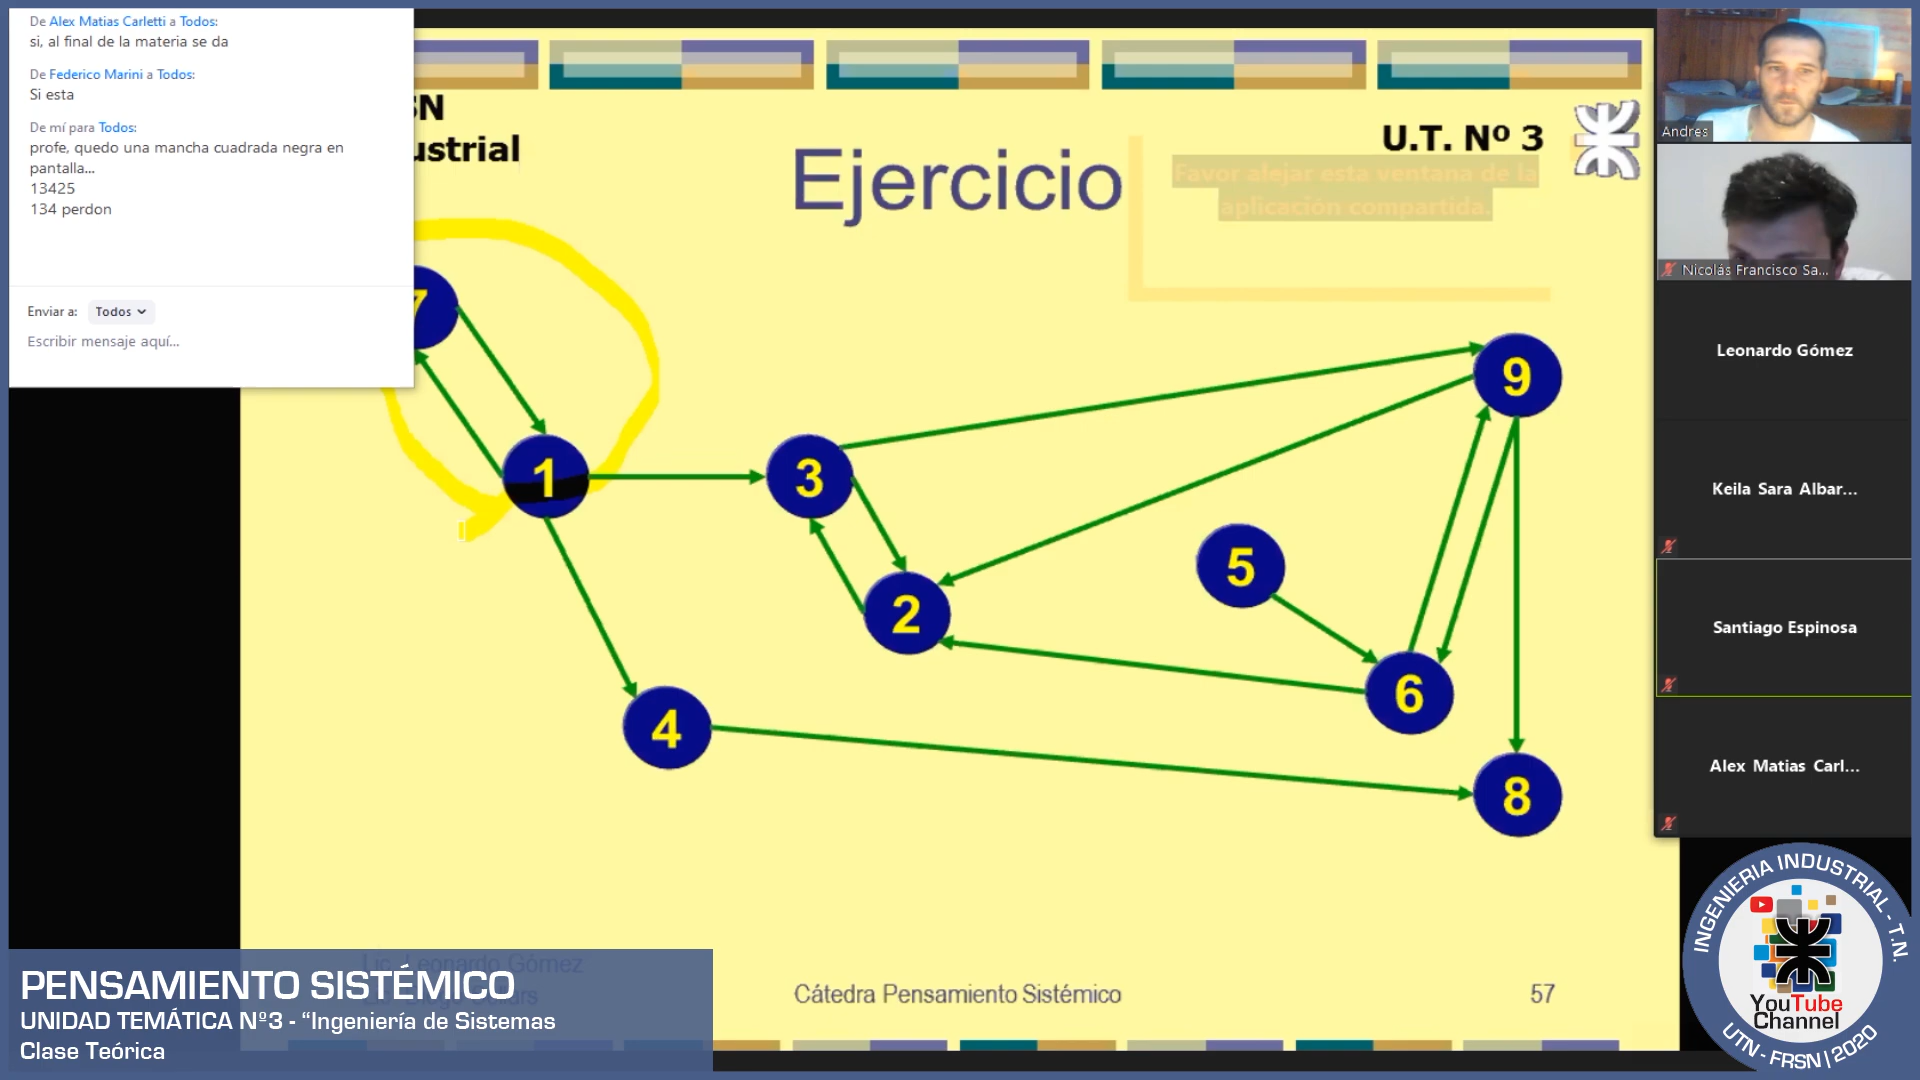 De Alex Matias Carletti a Todos:
si, al final de la materia se da
De Federico Marini a Todos:
Si esta
De mí para Todos:
profe, quedo una mancha cuadrada negra en
pantalla...
13425
134 perdon
Enviar a: Todos
Escribir mensaje aquí...
SN
ustrial
Ejercicio
U.T. Nº 3
Favor alejar esta ventana de la
aplicación compartida.
7
1
3
9
2
5
6
4
8
Lic. Leonardo Gómez
Cátedra Pensamiento Sistémico
57
Andres
Nicolás Francisco Sa...
Leonardo Gómez
Keila Sara Albar...
Santiago Espinosa
Alex Matias Carl...
PENSAMIENTO SISTÉMICO
UNIDAD TEMÁTICA Nº3 - “Ingeniería de Sistemas
Clase Teórica
INGENIERIA INDUSTRIAL - T.N.
YouTube
Channel
UTN - FRSN | 2020